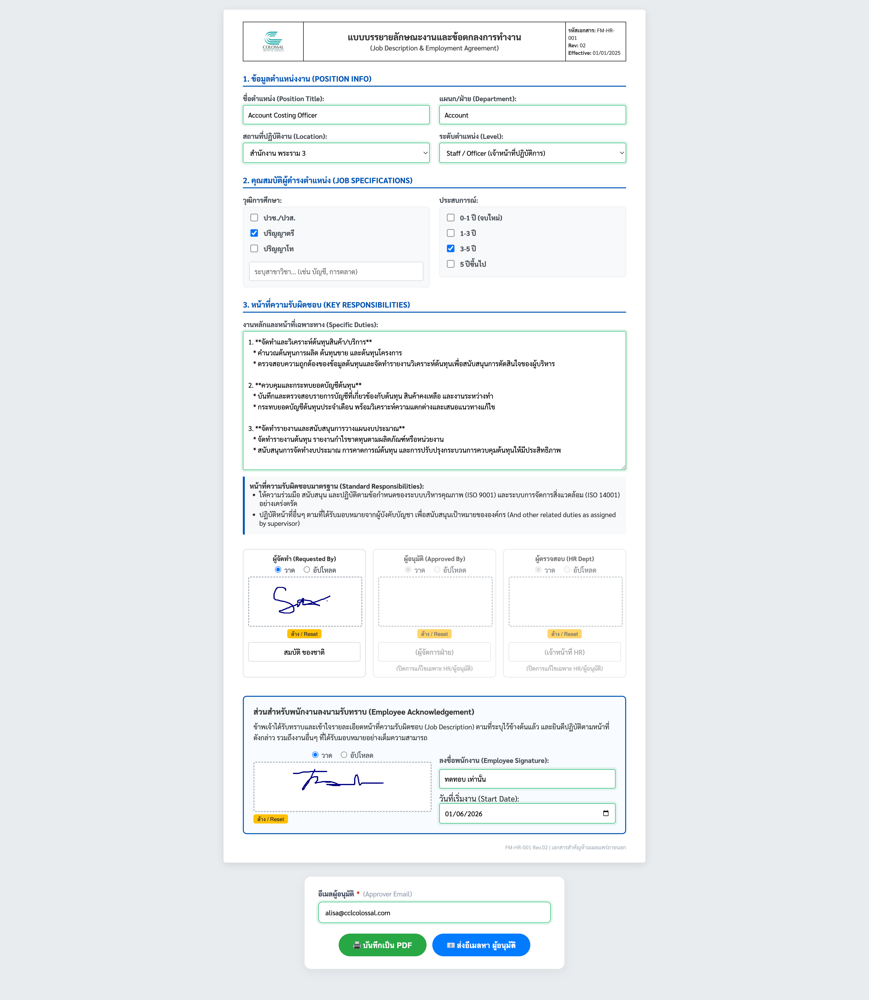 COLOSSAL
INFINITE SERVICE
แบบบรรยายลักษณะงานและข้อตกลงการทำงาน
(Job Description & Employment Agreement)
รหัสเอกสาร: FM-HR-
001
Rev: 02
Effective: 01/01/2025
1. ข้อมูลตำแหน่งงาน (POSITION INFO)
ชื่อตำแหน่ง (Position Title):
แผนก/ฝ่าย (Department):
Account Costing Officer
Account
สถานที่ปฏิบัติงาน (Location):
ระดับตำแหน่ง (Level):
สำนักงาน พระราม 3
Staff / Officer (เจ้าหน้าที่ปฏิบัติการ)
2. คุณสมบัติผู้ดำรงตำแหน่ง (JOB SPECIFICATIONS)
วุฒิการศึกษา:
ปวช./ปวส.
ปริญญาตรี
ปริญญาโท
ระบุสาขาวิชา... (เช่น บัญชี, การตลาด)
ประสบการณ์:
0-1 ปี (จบใหม่)
1-3 ปี
3-5 ปี
5 ปีขึ้นไป
3. หน้าที่ความรับผิดชอบ (KEY RESPONSIBILITIES)
งานหลักและหน้าที่เฉพาะทาง (Specific Duties):
1. **จัดทำและวิเคราะห์ต้นทุนสินค้า/บริการ**
* คำนวณต้นทุนการผลิต ต้นทุนขาย และต้นทุนโครงการ
* ตรวจสอบความถูกต้องของข้อมูลต้นทุนและจัดทำรายงานวิเคราะห์ต้นทุนเพื่อสนับสนุนการตัดสินใจของผู้บริหาร
2. **ควบคุมและกระทบยอดบัญชีต้นทุน**
* บันทึกและตรวจสอบรายการบัญชีที่เกี่ยวข้องกับต้นทุน สินค้าคงเหลือ และงานระหว่างทำ
* กระทบยอดบัญชีต้นทุนประจำเดือน พร้อมวิเคราะห์ความแตกต่างและเสนอแนวทางแก้ไข
3. **จัดทำรายงานและสนับสนุนการวางแผนงบประมาณ**
* จัดทำรายงานต้นทุน รายงานกำไรขาดทุนตามผลิตภัณฑ์หรือหน่วยงาน
* สนับสนุนการจัดทำงบประมาณ การคาดการณ์ต้นทุน และการปรับปรุงกระบวนการควบคุมต้นทุนให้มีประสิทธิภาพ
หน้าที่ความรับผิดชอบมาตรฐาน (Standard Responsibilities):
• ให้ความร่วมมือ สนับสนุน และปฏิบัติตามข้อกำหนดของระบบบริหารคุณภาพ (ISO 9001) และระบบการจัดการสิ่งแวดล้อม (ISO 14001)
อย่างเคร่งครัด
• ปฏิบัติหน้าที่อื่นๆ ตามที่ได้รับมอบหมายจากผู้บังคับบัญชา เพื่อสนับสนุนเป้าหมายขององค์กร (And other related duties as assigned
by supervisor)
ผู้จัดทำ (Requested By)
วาด อัปโหลด
ล้าง / Reset
สมบัติ ของชาติ
ผู้อนุมัติ (Approved By)
วาด อัปโหลด
ล้าง / Reset
(ผู้จัดการฝ่าย)
(ปิดการแก้ไขเฉพาะ HR/ผู้อนุมัติ)
ผู้ตรวจสอบ (HR Dept)
วาด อัปโหลด
ล้าง / Reset
(เจ้าหน้าที่ HR)
(ปิดการแก้ไขเฉพาะ HR/ผู้อนุมัติ)
ส่วนสำหรับพนักงานลงนามรับทราบ (Employee Acknowledgement)
ข้าพเจ้าได้รับทราบและเข้าใจรายละเอียดหน้าที่ความรับผิดชอบ (Job Description) ตามที่ระบุไว้ข้างต้นแล้ว และยินดีปฏิบัติตามหน้าที่
ดังกล่าว รวมถึงงานอื่นๆ ที่ได้รับมอบหมายอย่างเต็มความสามารถ
วาด อัปโหลด
ล้าง / Reset
ลงชื่อพนักงาน (Employee Signature):
ทดทอบ เท่านั้น
วันที่เริ่มงาน (Start Date):
01/06/2026
FM-HR-001 Rev.02 | เอกสารสำคัญห้ามเผยแพร่ภายนอก
อีเมลผู้อนุมัติ * (Approver Email)
alisa@cclcolossal.com
บันทึกเป็น PDF
ส่งอีเมลหา ผู้อนุมัติ